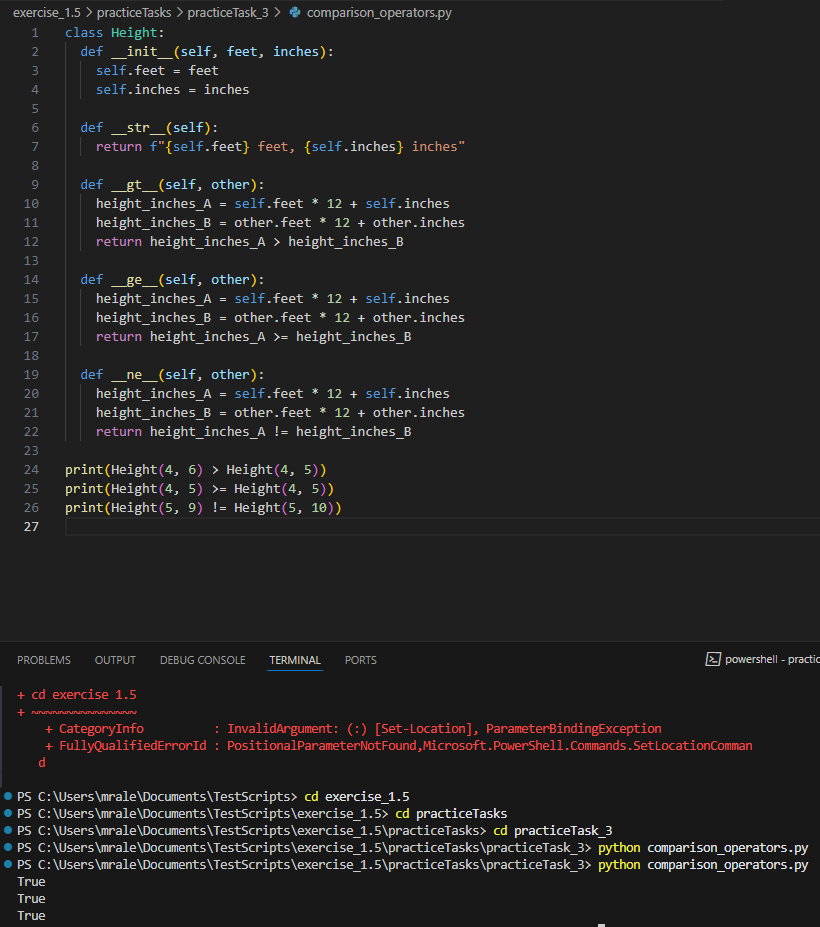 exercise_1.5 > practiceTasks > practiceTask_3 > comparison_operators.py
1 class Height:
2   def __init__(self, feet, inches):
3     self.feet = feet
4     self.inches = inches
5
6   def __str__(self):
7     return f"{self.feet} feet, {self.inches} inches"
8
9   def __gt__(self, other):
10     height_inches_A = self.feet * 12 + self.inches
11     height_inches_B = other.feet * 12 + other.inches
12     return height_inches_A > height_inches_B
13
14   def __ge__(self, other):
15     height_inches_A = self.feet * 12 + self.inches
16     height_inches_B = other.feet * 12 + other.inches
17     return height_inches_A >= height_inches_B
18
19   def __ne__(self, other):
20     height_inches_A = self.feet * 12 + self.inches
21     height_inches_B = other.feet * 12 + other.inches
22     return height_inches_A != height_inches_B
23
24 print(Height(4, 6) > Height(4, 5))
25 print(Height(4, 5) >= Height(4, 5))
26 print(Height(5, 9) != Height(5, 10))
27
PROBLEMS OUTPUT DEBUG CONSOLE TERMINAL PORTS powershell - practic
+ cd exercise 1.5
+ ~~~~~~~~~~~~~~~
    + CategoryInfo          : InvalidArgument: (:) [Set-Location], ParameterBindingException
    + FullyQualifiedErrorId : PositionalParameterNotFound,Microsoft.PowerShell.Commands.SetLocationComman
   d
PS C:\Users\mrale\Documents\TestScripts> cd exercise_1.5
PS C:\Users\mrale\Documents\TestScripts\exercise_1.5> cd practiceTasks
PS C:\Users\mrale\Documents\TestScripts\exercise_1.5\practiceTasks> cd practiceTask_3
PS C:\Users\mrale\Documents\TestScripts\exercise_1.5\practiceTasks\practiceTask_3> python comparison_operators.py
PS C:\Users\mrale\Documents\TestScripts\exercise_1.5\practiceTasks\practiceTask_3> python comparison_operators.py
True
True
True